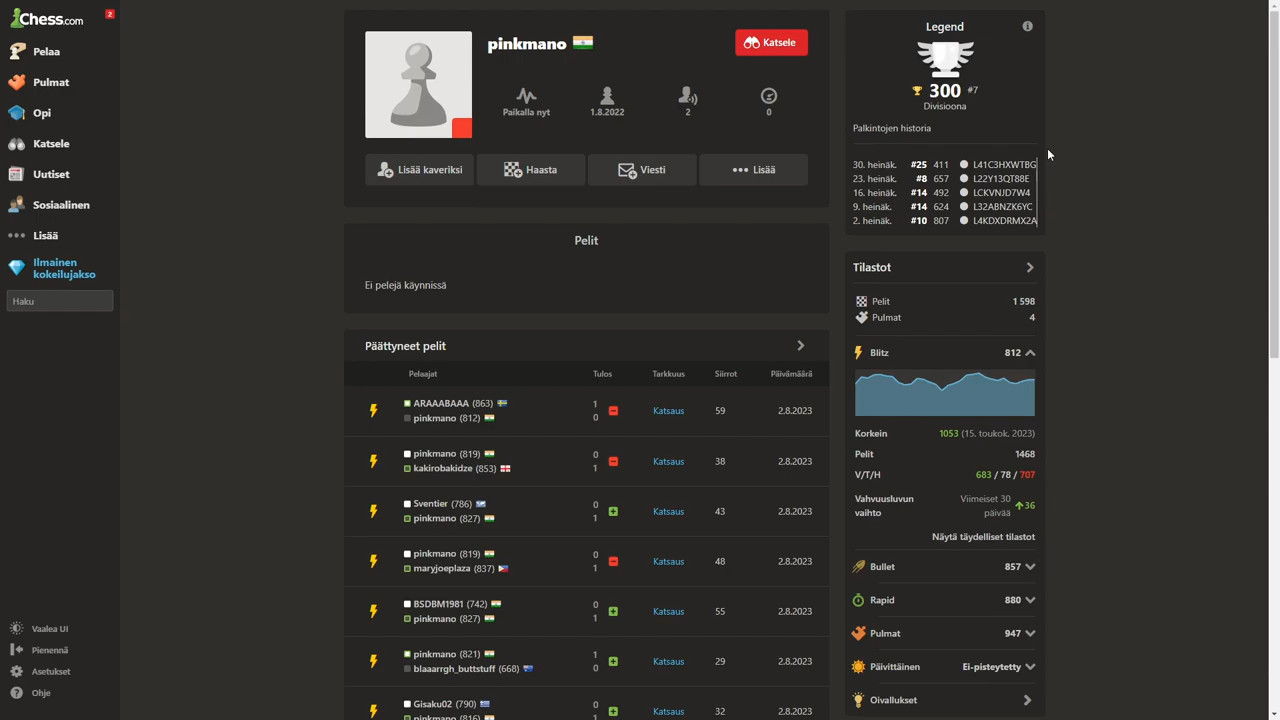 Chess.com
2
Pelaa
Pulmat
Opi
Katsele
Uutiset
Sosiaalinen
Lisää
Ilmainen
kokeilujakso
Haku
Vaalea UI
Pienennä
Asetukset
Ohje
pinkmano
Katsele
Paikalla nyt
1.8.2022
2
0
Lisää kaveriksi
Haasta
Viesti
Lisää
Pelit
Ei pelejä käynnissä
Päättyneet pelit
Pelaajat Tulos Tarkkuus Siirrot Päivämäärä
ARAAABAAA (863) 1
pinkmano (812) 0
Katsaus 59 2.8.2023
pinkmano (819) 0
kakirobakidze (853) 1
Katsaus 38 2.8.2023
Sventier (786) 0
pinkmano (827) 1
Katsaus 43 2.8.2023
pinkmano (819) 0
maryjoeplaza (837) 1
Katsaus 48 2.8.2023
BSDBM1981 (742) 0
pinkmano (827) 1
Katsaus 55 2.8.2023
pinkmano (821) 1
blaaarrgh_buttstuff (668) 0
Katsaus 29 2.8.2023
Gisaku02 (790) 0
pinkmano (816) 1
Katsaus 32 2.8.2023
Legend
300 #7
Divisioona
Palkintojen historia
30. heinäk. #25 411 L41C3HXWTBG
23. heinäk. #8 657 L22Y13QT88E
16. heinäk. #14 492 LCKVNJD7W4
9. heinäk. #14 624 L32ABNZK6YC
2. heinäk. #10 807 L4KDXDRMX2A
Tilastot
Pelit 1 598
Pulmat 4
Blitz 812
Korkein 1053 (15. toukok. 2023)
Pelit 1468
V/T/H 683 / 78 / 707
Vahvuusluvun Viimeiset 30
vaihto päivää 36
Näytä täydelliset tilastot
Bullet 857
Rapid 880
Pulmat 947
Päivittäinen Ei-pisteytetty
Oivallukset